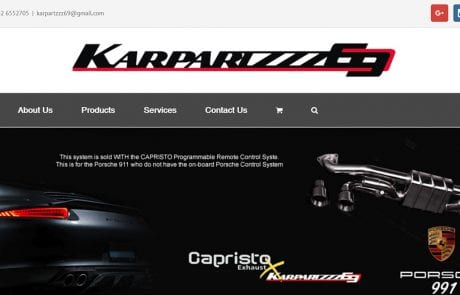 2 6552705 | karpartzzz69@gmail.com
G+
KARPARTZZZ69
About Us Products Services Contact Us
This system is sold WITH the CAPRISTO Programmable Remote Control Syste.
This is for the Porsche 911 who do not have the on-board Porsche Control System
Capristo
Exhaust
X KARPARTZZZ69
PORSC
991